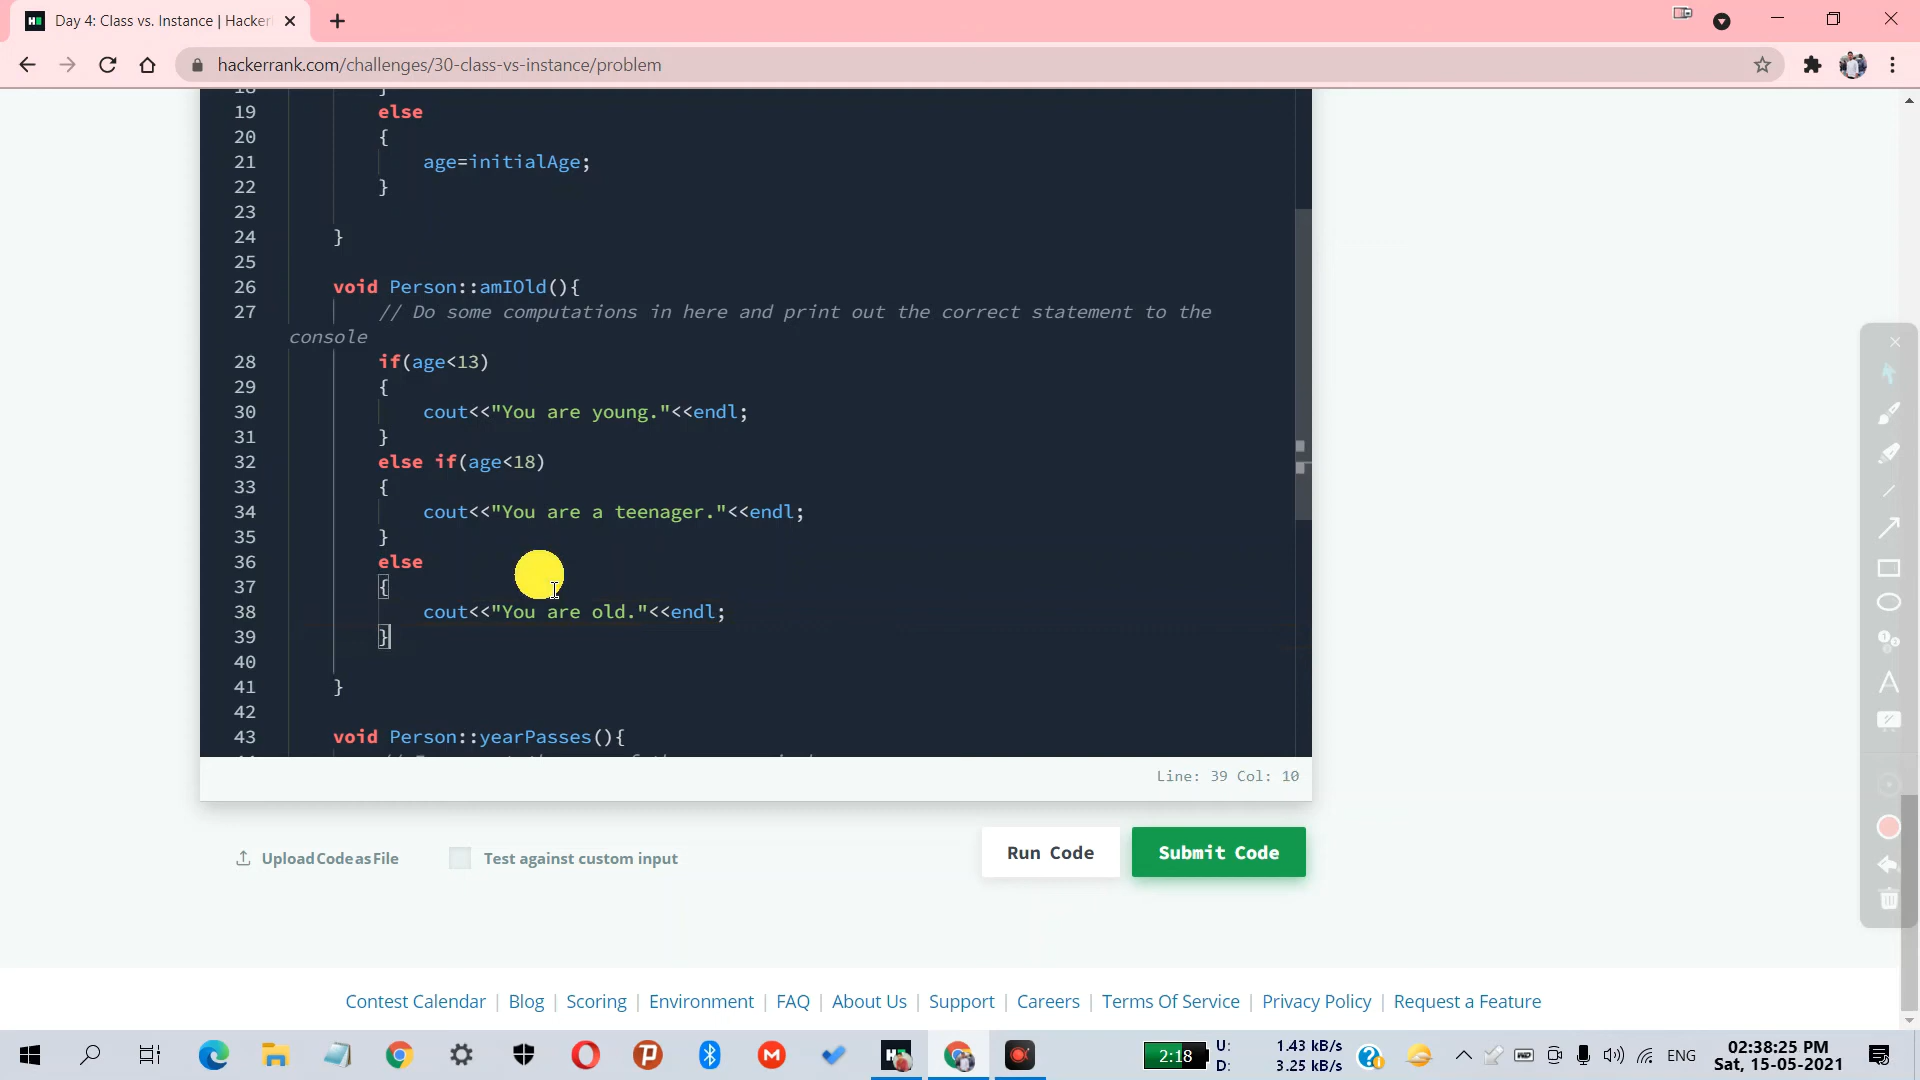 Day 4: Class vs. Instance | Hacker
hackerrank.com/challenges/30-class-vs-instance/problem
18 }
19 else
20 {
21 age=initialAge;
22 }
23
24 }
25
26 void Person::amIOld(){
27 // Do some computations in here and print out the correct statement to the
console
28 if(age<13)
29 {
30 cout<<"You are young."<<endl;
31 }
32 else if(age<18)
33 {
34 cout<<"You are a teenager."<<endl;
35 }
36 else
37 {
38 cout<<"You are old."<<endl;
39 }
40
41 }
42
43 void Person::yearPasses(){
Line: 39 Col: 10
Upload Code as File
Test against custom input
Run Code
Submit Code
Contest Calendar | Blog | Scoring | Environment | FAQ | About Us | Support | Careers | Terms Of Service | Privacy Policy | Request a Feature
2:18
U: 1.43 kB/s
D: 3.25 kB/s
ENG
02:38:25 PM
Sat, 15-05-2021